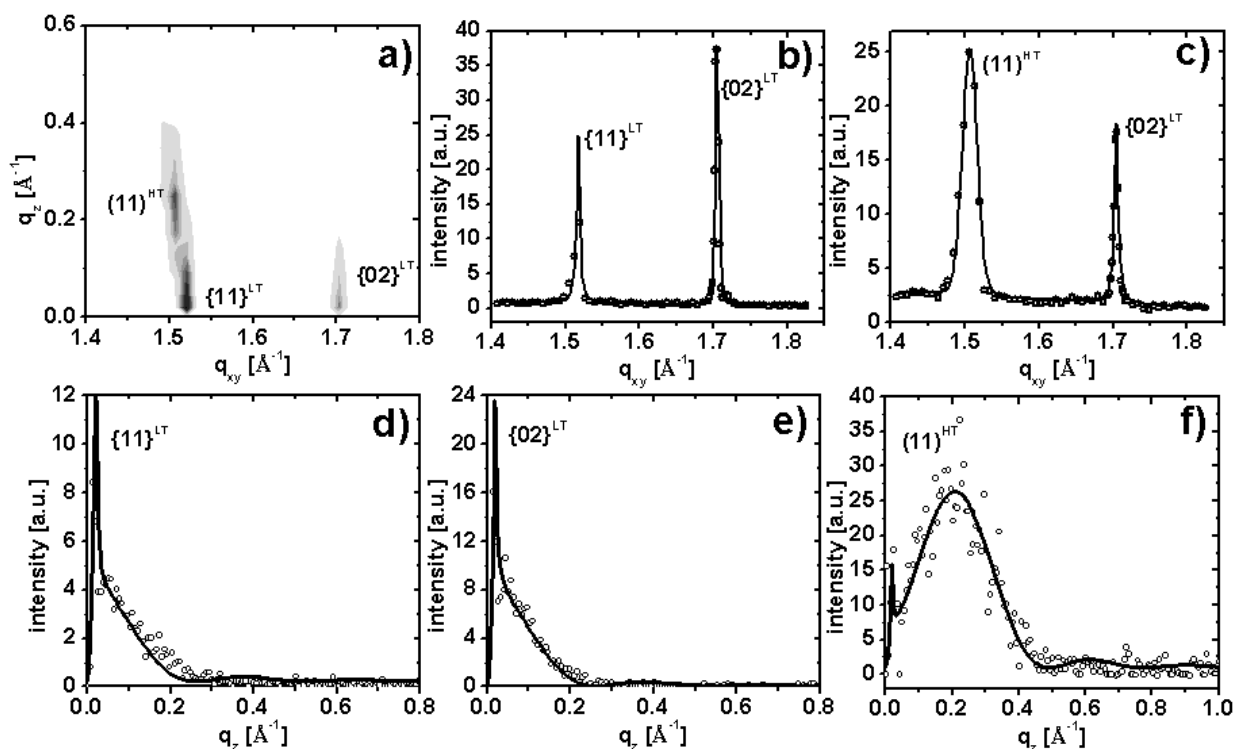 a)
0.6
0.4
0.2
0.0
q_z [Å^-1]
(11)^HT
{11}^LT
{02}^LT
1.4 1.5 1.6 1.7 1.8
q_xy [Å^-1]
b)
40
35
30
25
20
15
10
5
0
intensity [a.u.]
{11}^LT
{02}^LT
1.4 1.5 1.6 1.7 1.8
q_xy [Å^-1]
c)
25
20
15
10
5
0
intensity [a.u.]
(11)^HT
{02}^LT
1.4 1.5 1.6 1.7 1.8
q_xy [Å^-1]
d)
12
10
8
6
4
2
0
intensity [a.u.]
{11}^LT
0.0 0.2 0.4 0.6 0.8
q_z [Å^-1]
e)
24
20
16
12
8
4
0
intensity [a.u.]
{02}^LT
0.0 0.2 0.4 0.6 0.8
q_z [Å^-1]
f)
40
35
30
25
20
15
10
5
0
intensity [a.u.]
(11)^HT
0.0 0.2 0.4 0.6 0.8 1.0
q_z [Å^-1]